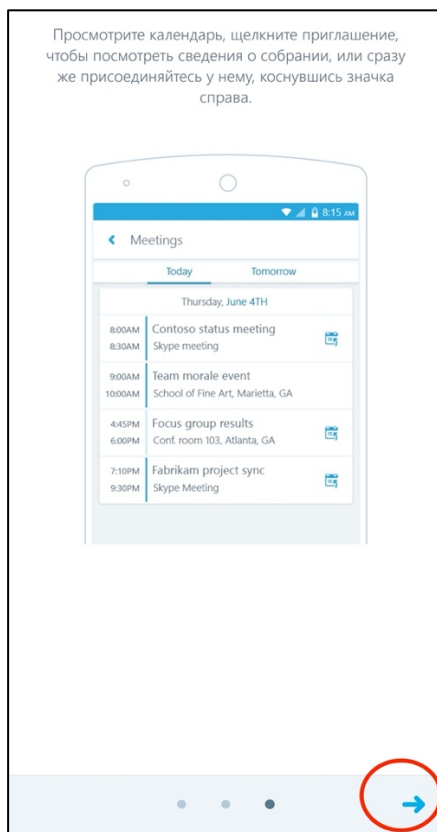 Просмотрите календарь, щелкните приглашение,
чтобы посмотреть сведения о собрании, или сразу
же присоединяйтесь у нему, коснувшись значка
справа.
8:15 AM
Meetings
Today Tomorrow
Thursday, June 4TH
8:00AM Contoso status meeting
8:30AM Skype meeting
9:00AM Team morale event
10:00AM School of Fine Art, Marietta, GA
4:45PM Focus group results
6:00PM Conf. room 103, Atlanta, GA
7:10PM Fabrikam project sync
9:30PM Skype Meeting